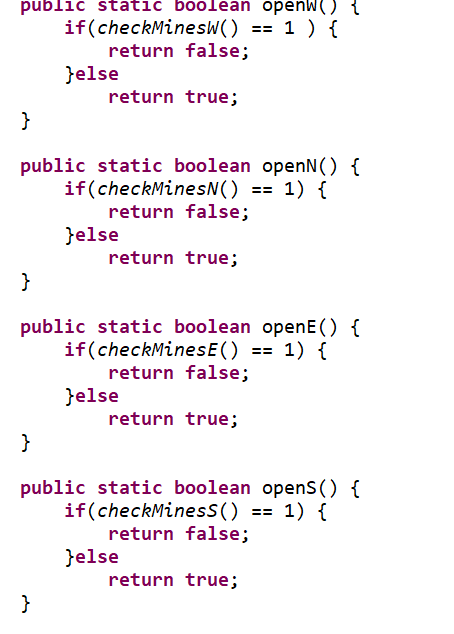 public static boolean openW() {
if(checkMinesW() == 1 ) {
return false;
}else
return true;
}
public static boolean openN() {
if(checkMinesN() == 1) {
return false;
}else
return true;
}
public static boolean openE() {
if(checkMinesE() == 1) {
return false;
}else
return true;
}
public static boolean openS() {
if(checkMinesS() == 1) {
return false;
}else
return true;
}